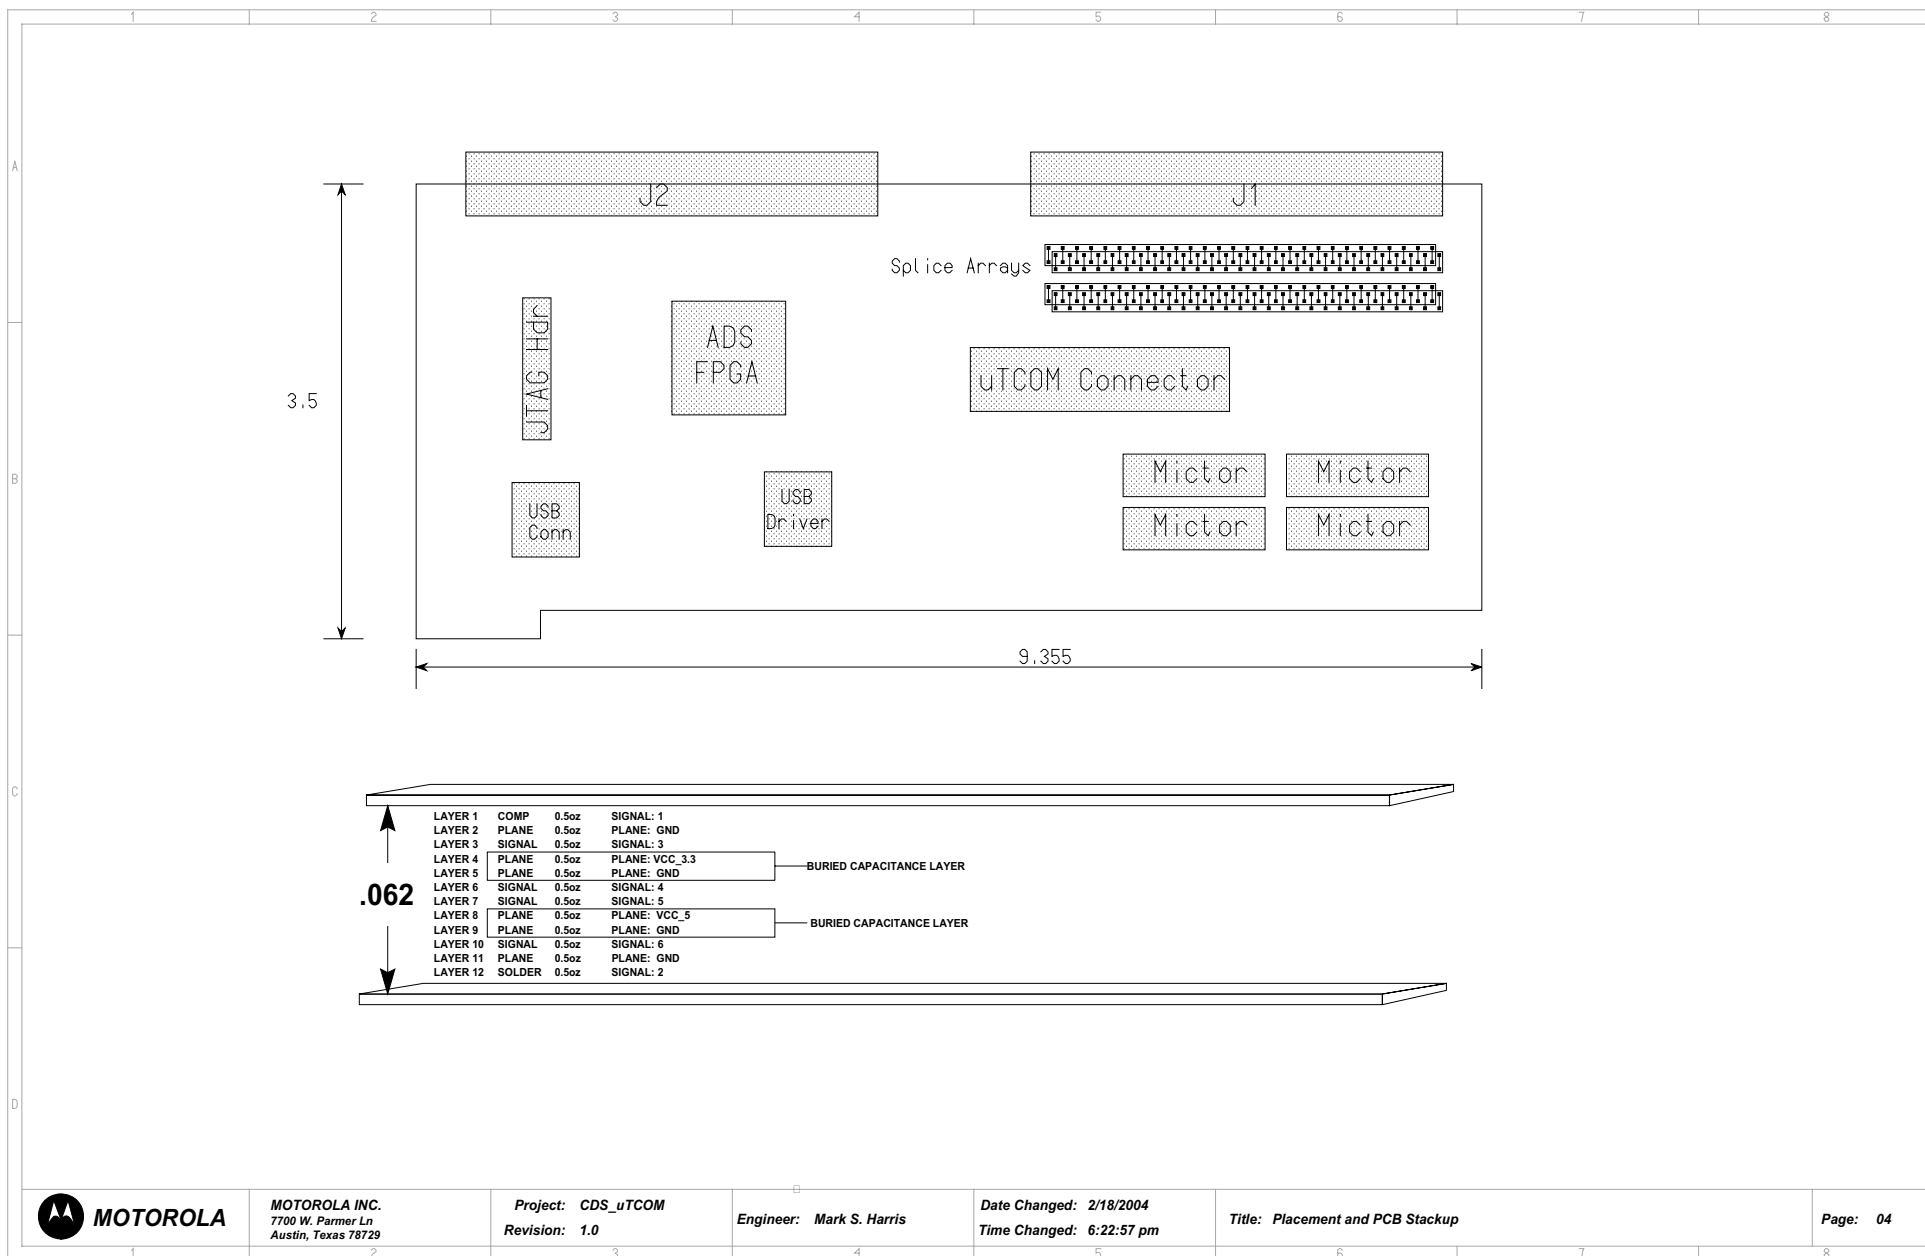 1 2 3 4 5 6 7 8
A
J2 J1
Splice Arrays
JTAG Hdr
ADS
FPGA
uTCOM Connector
3.5
B
Mictor Mictor
USB
Conn
USB
Driver
Mictor Mictor
9.355
C
LAYER 1 COMP 0.5oz SIGNAL: 1
LAYER 2 PLANE 0.5oz PLANE: GND
LAYER 3 SIGNAL 0.5oz SIGNAL: 3
LAYER 4 PLANE 0.5oz PLANE: VCC_3.3
BURIED CAPACITANCE LAYER
LAYER 5 PLANE 0.5oz PLANE: GND
LAYER 6 SIGNAL 0.5oz SIGNAL: 4
.062
LAYER 7 SIGNAL 0.5oz SIGNAL: 5
LAYER 8 PLANE 0.5oz PLANE: VCC_5
BURIED CAPACITANCE LAYER
LAYER 9 PLANE 0.5oz PLANE: GND
LAYER 10 SIGNAL 0.5oz SIGNAL: 6
LAYER 11 PLANE 0.5oz PLANE: GND
LAYER 12 SOLDER 0.5oz SIGNAL: 2
D
MOTOROLA
MOTOROLA INC.
7700 W. Parmer Ln
Austin, Texas 78729
Project: CDS_uTCOM
Revision: 1.0
Engineer: Mark S. Harris
Date Changed: 2/18/2004
Time Changed: 6:22:57 pm
Title: Placement and PCB Stackup
Page: 04
1 2 3 4 5 6 7 8